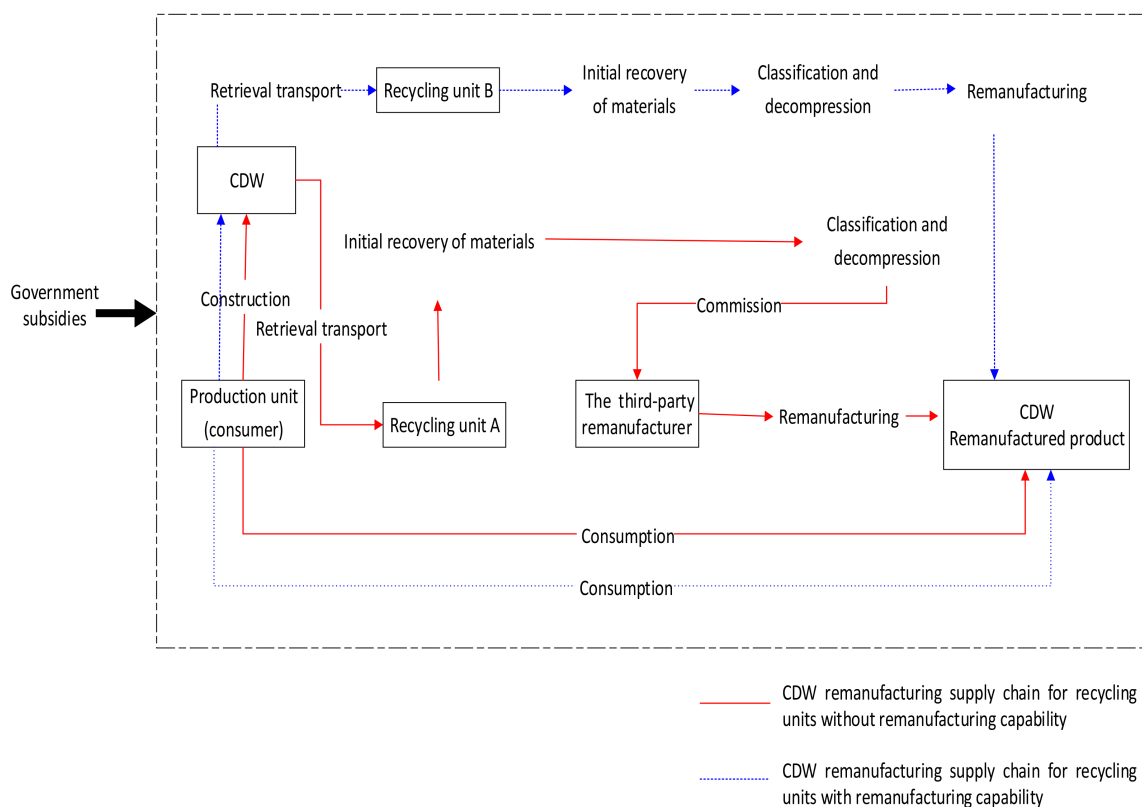 Retrieval transport
Recycling unit B
Initial recovery
of materials
Classification and
decompression
Remanufacturing
CDW
Initial recovery of materials
Classification and
decompression
Government
subsidies
Construction
Commission
Retrieval transport
Production unit
(consumer)
Recycling unit A
The third-party
remanufacturer
Remanufacturing
CDW
Remanufactured product
Consumption
Consumption
CDW remanufacturing supply chain for recycling
units without remanufacturing capability
CDW remanufacturing supply chain for recycling
units with remanufacturing capability